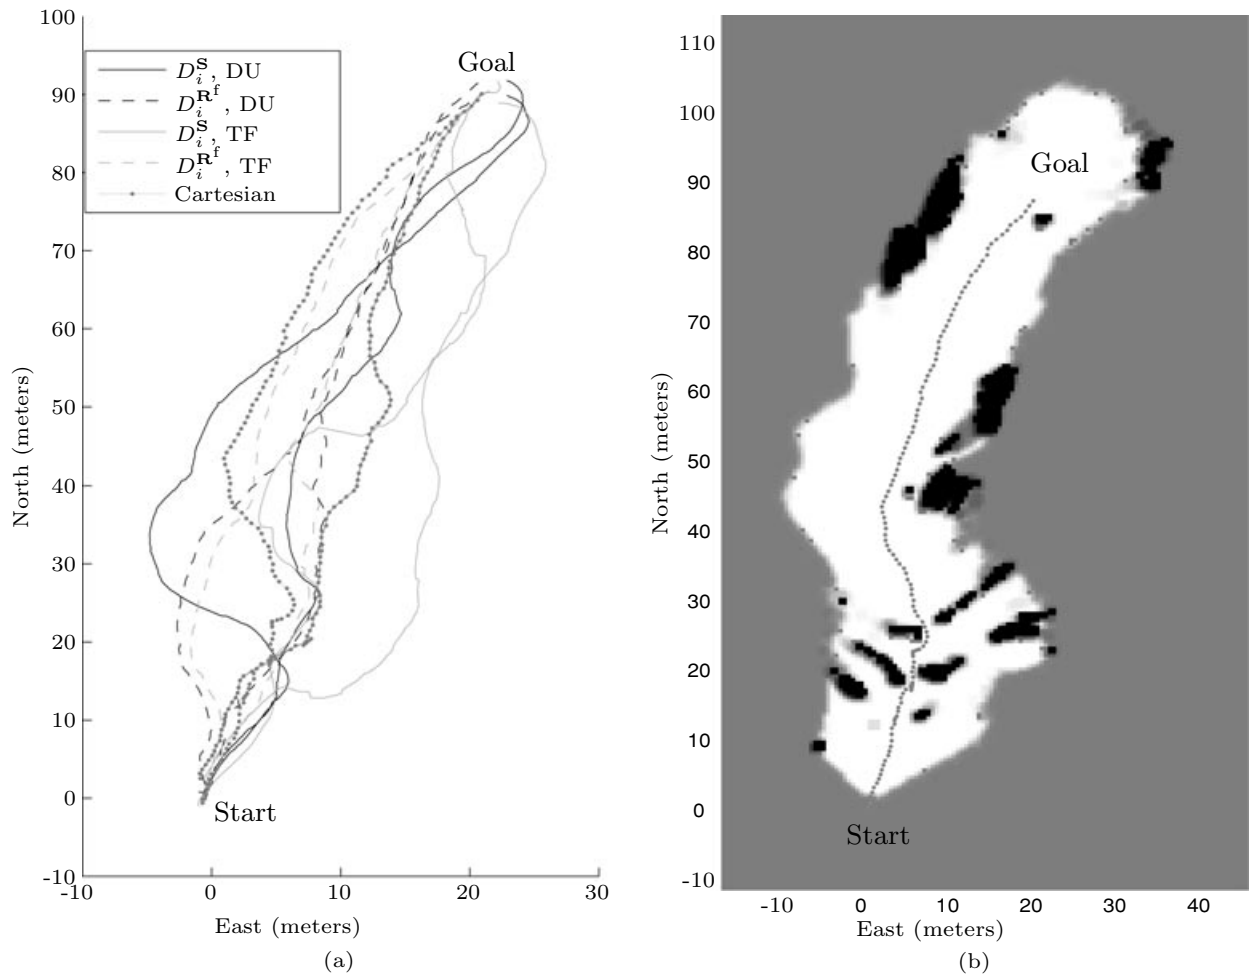 100
90
80
70
60
50
40
30
20
10
0
-10
-10
0
10
20
30
North (meters)
East (meters)
D_i^S, DU
D_i^{R^f}, DU
D_i^S, TF
D_i^{R^f}, TF
Cartesian
Goal
Start
(a)
110
100
90
80
70
60
50
40
30
20
10
0
-10
-10
0
10
20
30
40
North (meters)
East (meters)
Goal
Start
(b)